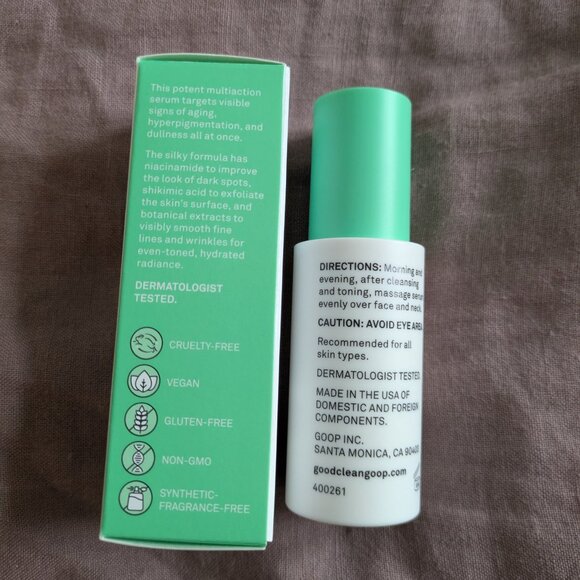 This potent multiaction
serum targets visible
signs of aging,
hyperpigmentation, and
dullness all at once.
The silky formula has
niacinamide to improve
the look of dark spots,
shikimic acid to exfoliate
the skin's surface, and
botanical extracts to
visibly smooth fine
lines and wrinkles for
even-toned, hydrated
radiance.
DERMATOLOGIST
TESTED.
CRUELTY-FREE
VEGAN
GLUTEN-FREE
NON-GMO
SYNTHETIC-
FRAGRANCE-FREE
DIRECTIONS: Morning and
evening, after cleansing
and toning, massage serum
evenly over face and neck.
CAUTION: AVOID EYE AREA
Recommended for all
skin types.
DERMATOLOGIST TESTED.
MADE IN THE USA OF
DOMESTIC AND FOREIGN
COMPONENTS.
GOOP INC.
SANTA MONICA, CA
goodcleangoop.com
400261